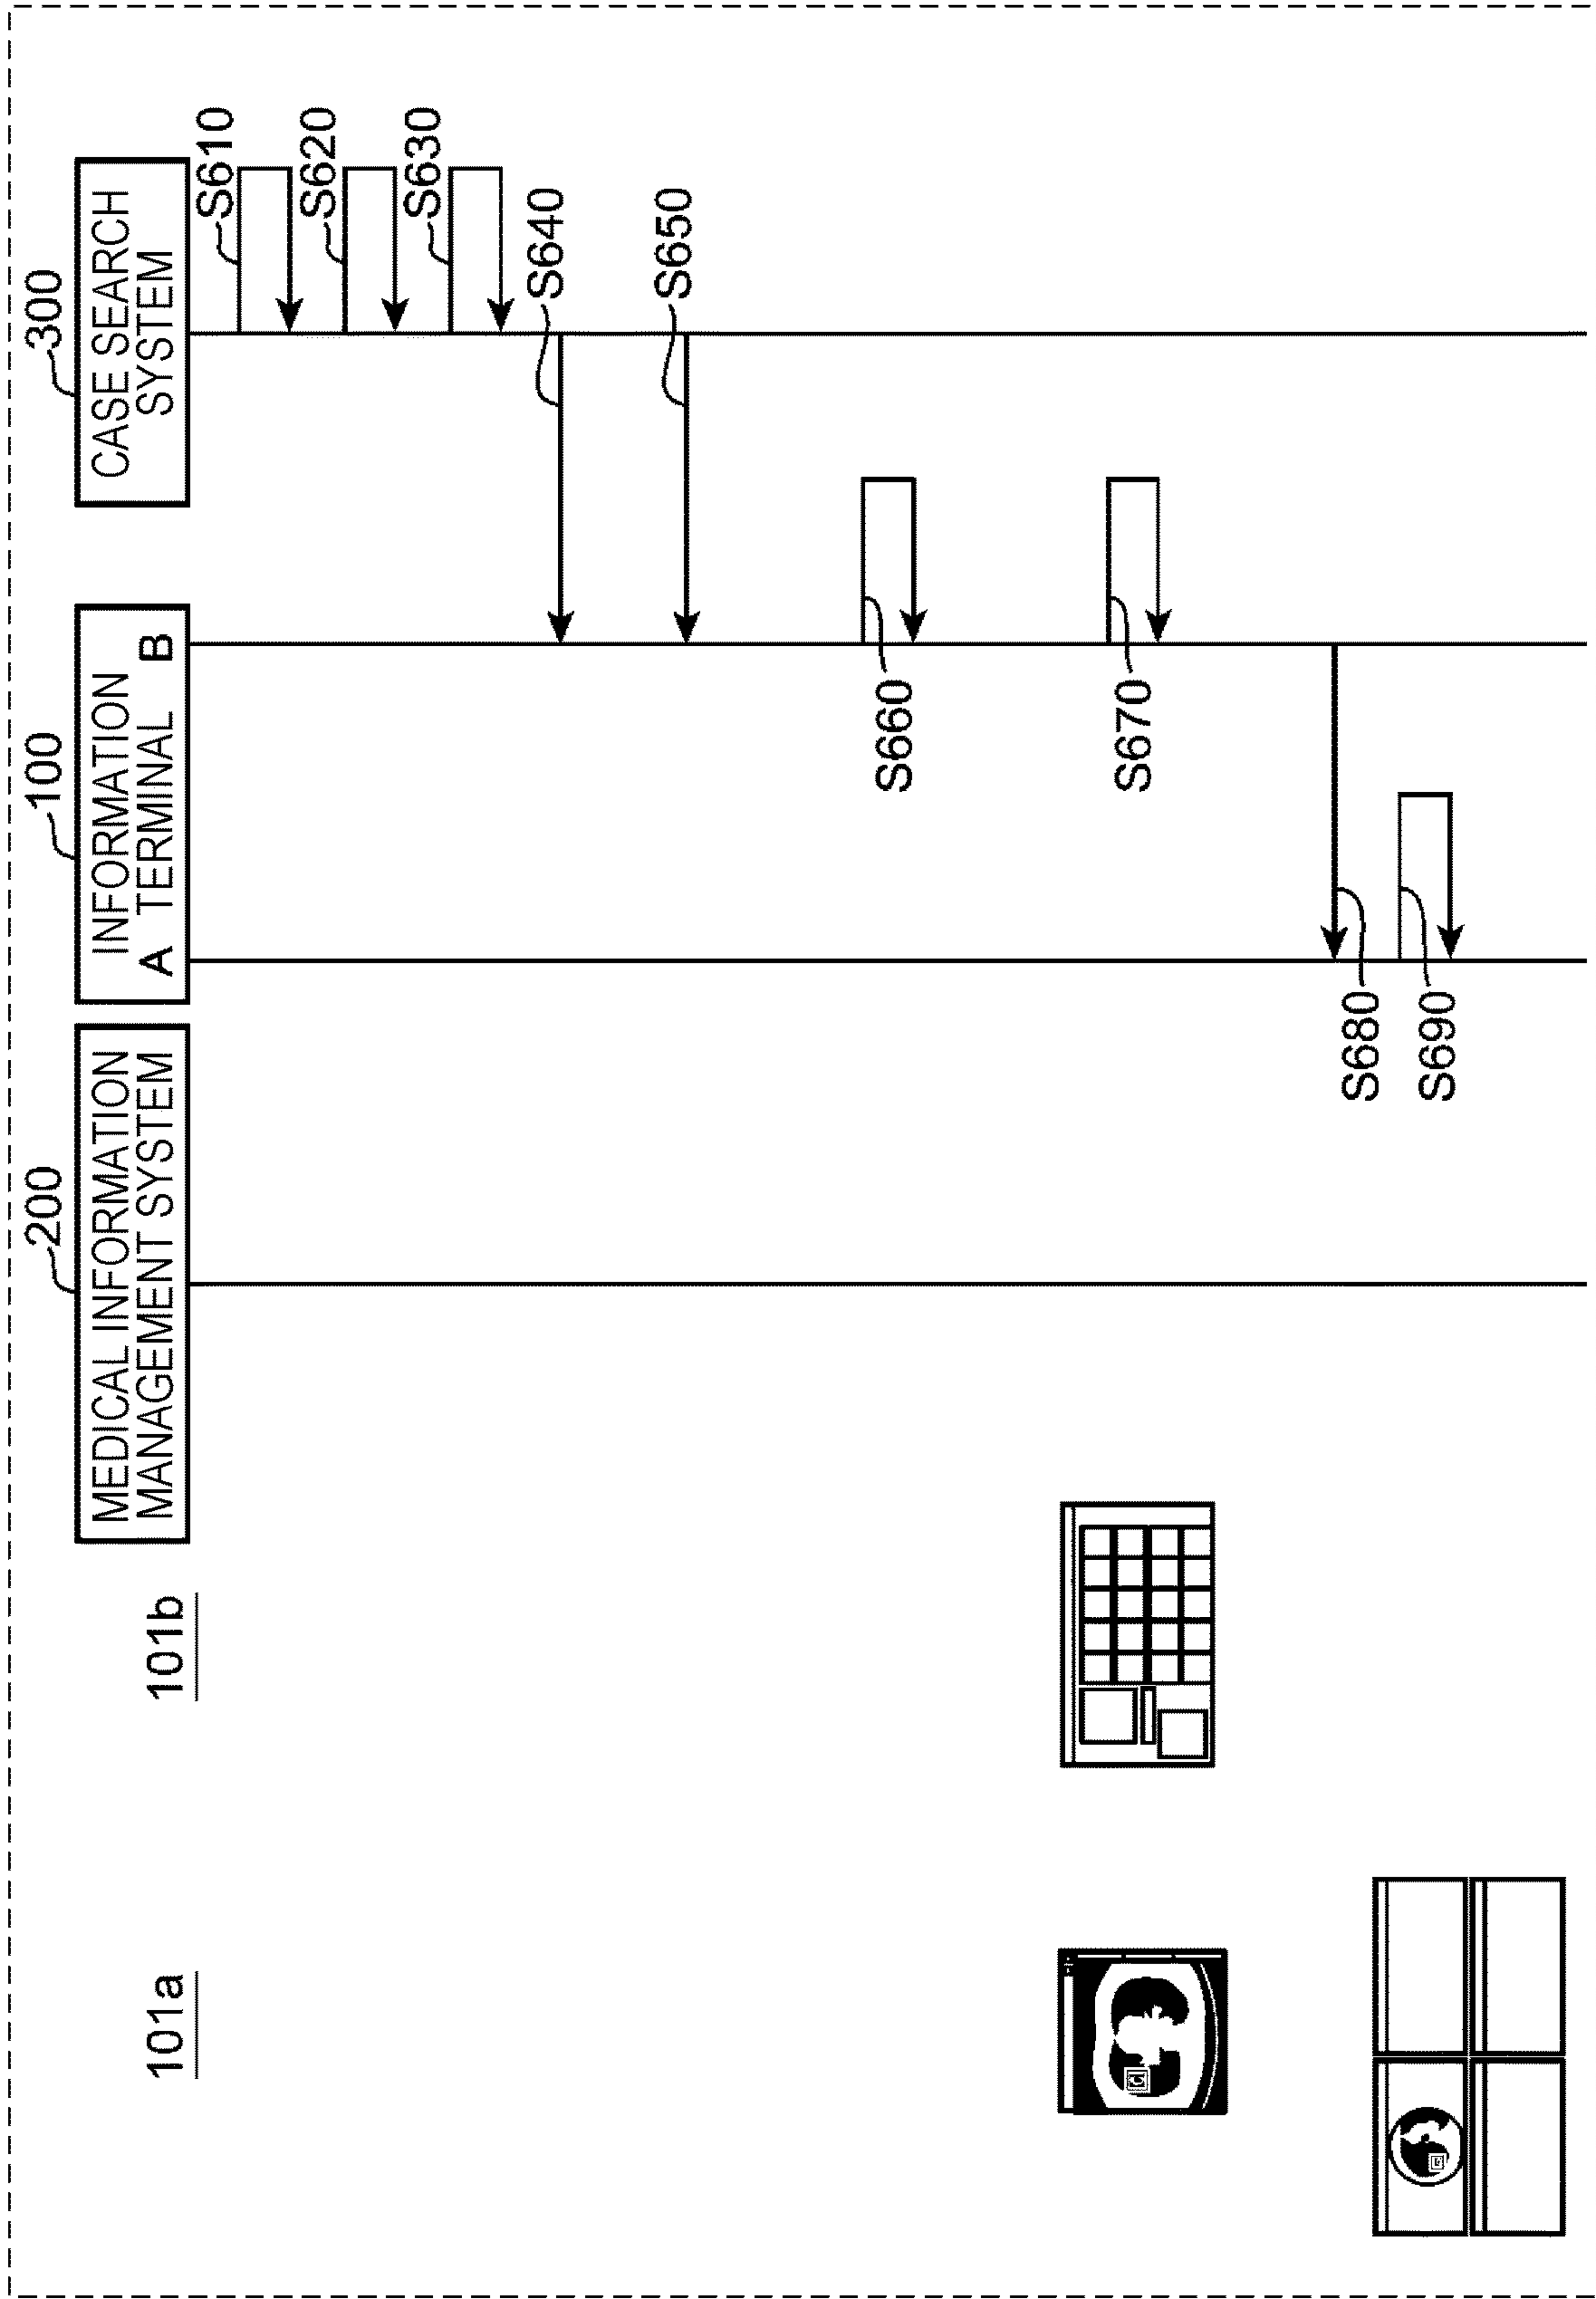 101a
101b
200
MEDICAL INFORMATION
MANAGEMENT SYSTEM
100
INFORMATION
A TERMINAL B
300
CASE SEARCH
SYSTEM
S610
S620
S630
S640
S650
S660
S670
S680
S690